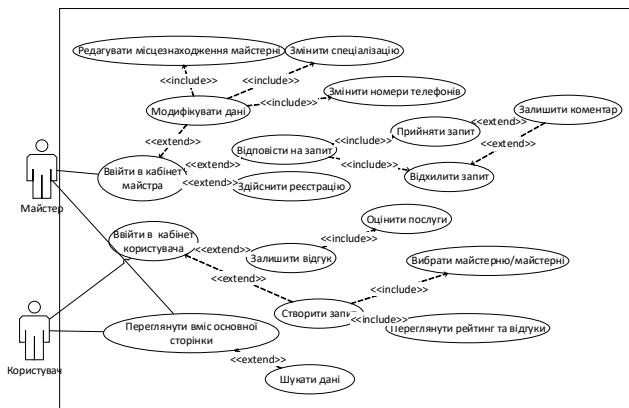 Редагувати місцезнаходження майстерні
Змінити спеціалізацію
<<include>>
<<include>>
Змінити номери телефонів
Модифікувати дані
<<include>>
Залишити коментар
<<extend>>
Прийняти запит
<<extend>>
<<include>>
Відповісти на запит
<<extend>>
<<include>>
<<extend>>
Ввійти в кабінет
майстра
<<extend>>
Здійснити реєстрацію
Відхилити запит
Майстер
Оцінити послуги
Ввійти в кабінет
користувача
<<include>>
<<extend>>
Залишити відгук
Вибрати майстерню/майстерні
<<extend>>
<<include>>
Створити запит
<<include>>
Переглянути рейтинг та відгуки
Переглянути вміс основної
сторінки
Користувач
<<extend>>
Шукати дані